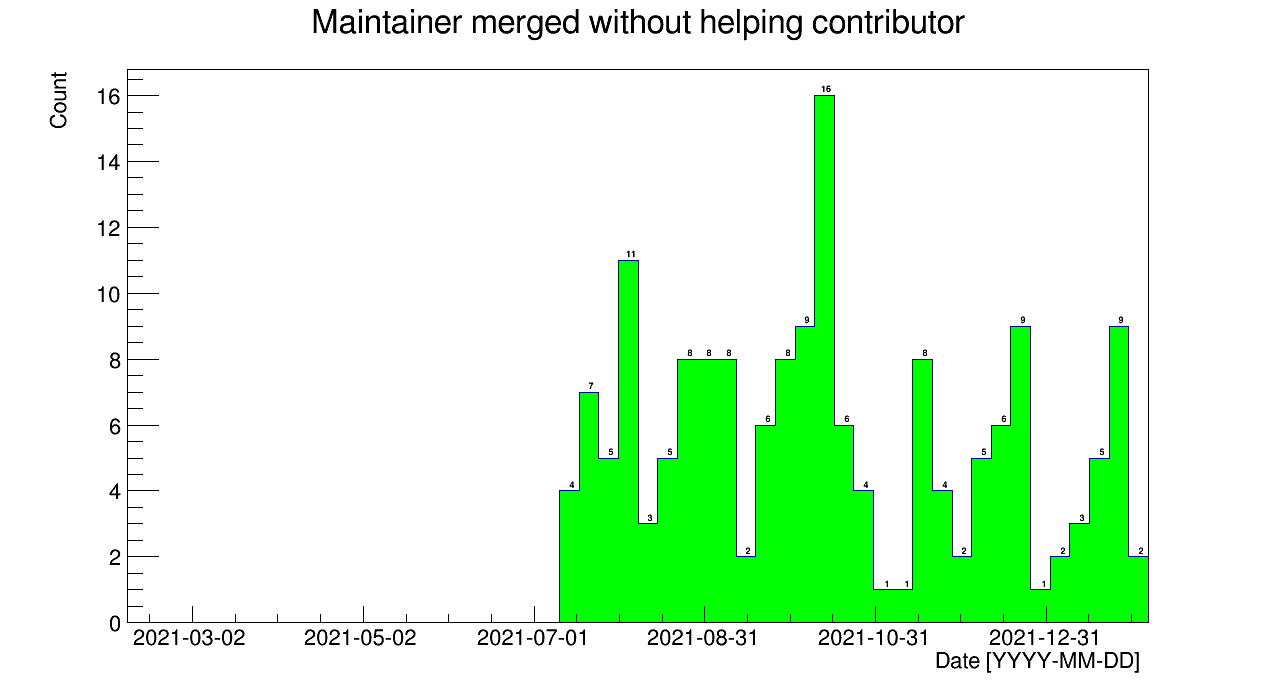 Maintainer merged without helping contributor
Count
16
14
12
10
8
6
4
2
0
4 7 5 11 3 5 8 8 8 2 6 8 9 16 6 4 1 1 8 4 2 5 6 9 1 2 3 5 9 2
2021-03-02 2021-05-02 2021-07-01 2021-08-31 2021-10-31 2021-12-31
Date [YYYY-MM-DD]